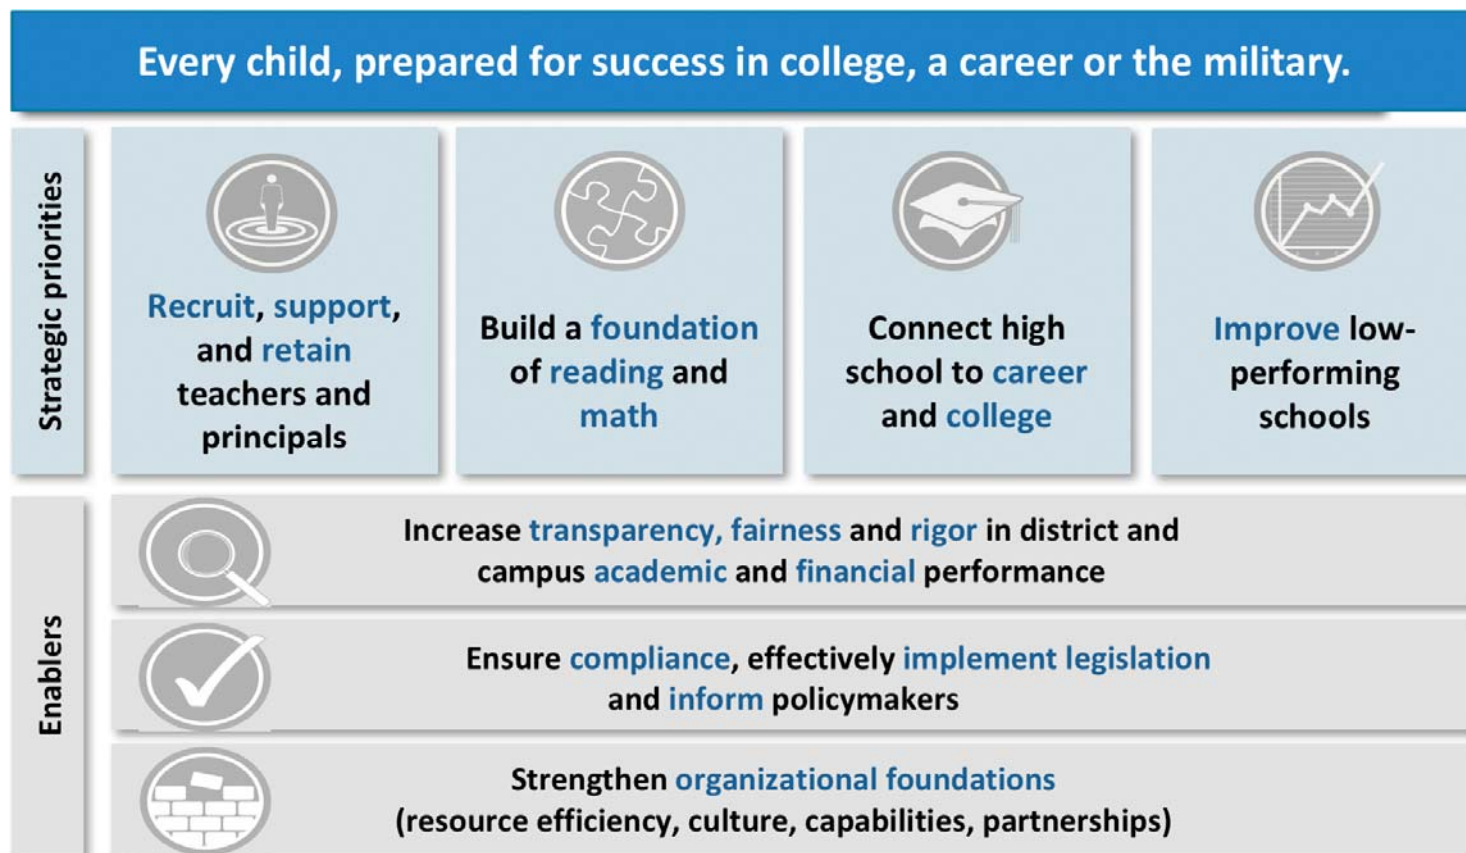 Every child, prepared for success in college, a career or the military.
Strategic priorities
Recruit, support,
and retain
teachers and
principals
Build a foundation
of reading and
math
Connect high
school to career
and college
Improve low-
performing
schools
Enablers
Increase transparency, fairness and rigor in district and
campus academic and financial performance
Ensure compliance, effectively implement legislation
and inform policymakers
Strengthen organizational foundations
(resource efficiency, culture, capabilities, partnerships)